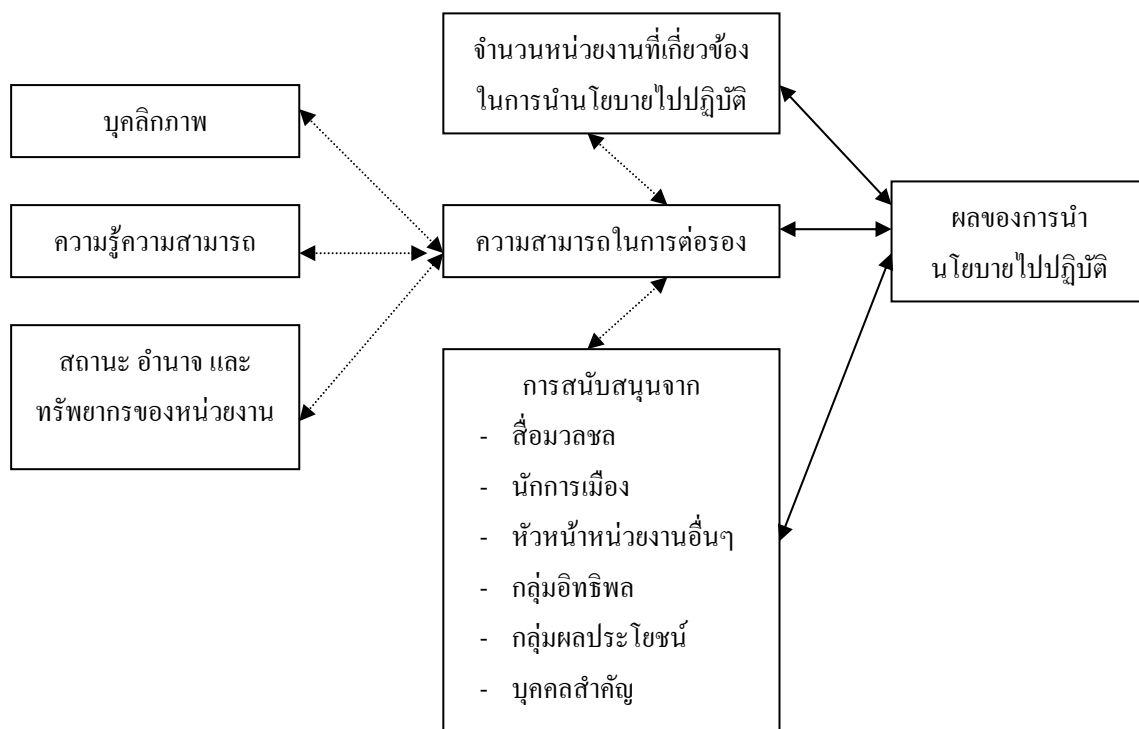 จำนวนหน่วยงานที่เกี่ยวข้อง
ในการนำนโยบายไปปฏิบัติ
บุคลิกภาพ
ความรู้ความสามารถ
ความสามารถในการต่อรอง
ผลของการนำ
นโยบายไปปฏิบัติ
สถานะ อำนาจ และ
ทรัพยากรของหน่วยงาน
การสนับสนุนจาก
- สื่อมวลชล
- นักการเมือง
- หัวหน้าหน่วยงานอื่นๆ
- กลุ่มอิทธิพล
- กลุ่มผลประโยชน์
- บุคคลสำคัญ